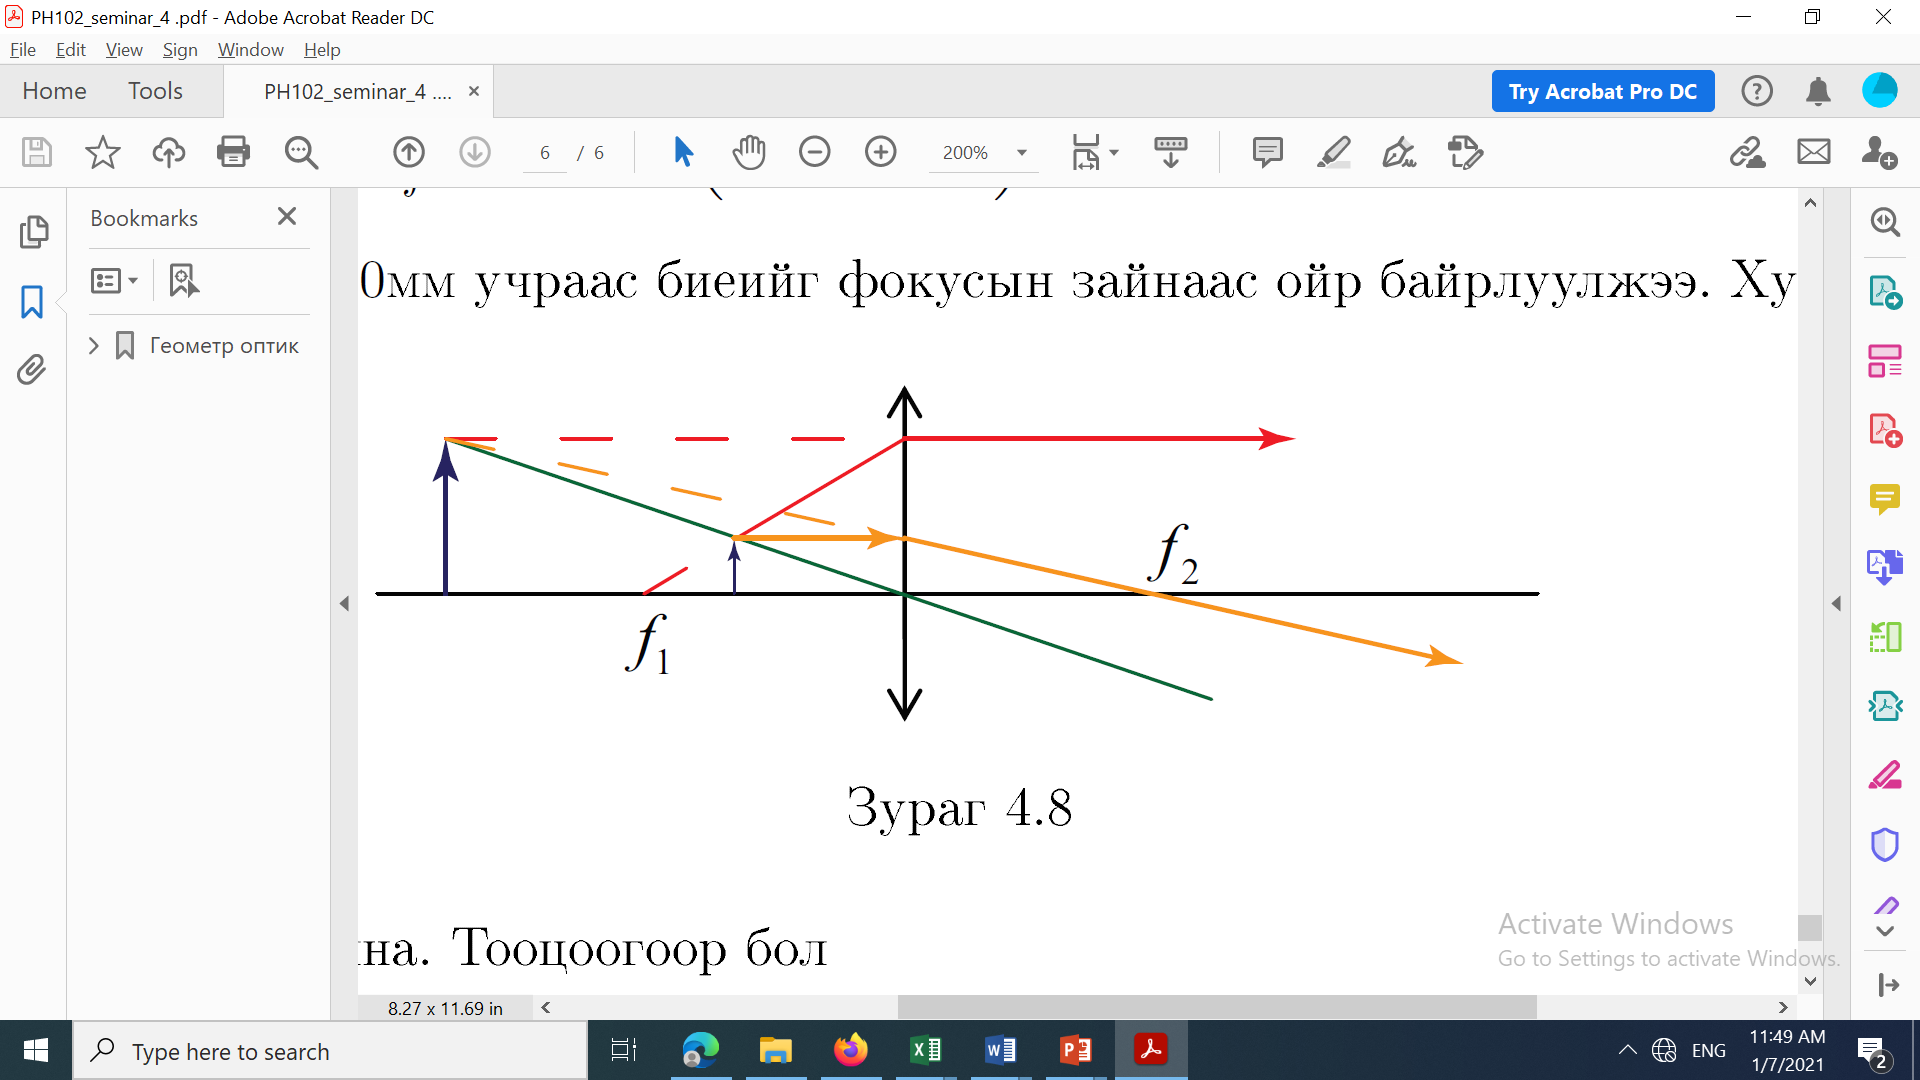 PH102_seminar_4 .pdf - Adobe Acrobat Reader DC
File Edit View Sign Window Help
Home Tools PH102_seminar_4 .... × Try Acrobat Pro DC
6 / 6 200%
Bookmarks
Геометр оптик
0мм учраас биеийг фокусын зайнаас ойр байрлуулжээ. Ху
f2
f1
Зураг 4.8
на. Тооцоогоор бол
Activate Windows
Go to Settings to activate Windows.
8.27 x 11.69 in
Type here to search
ENG
11:49 AM
1/7/2021
2